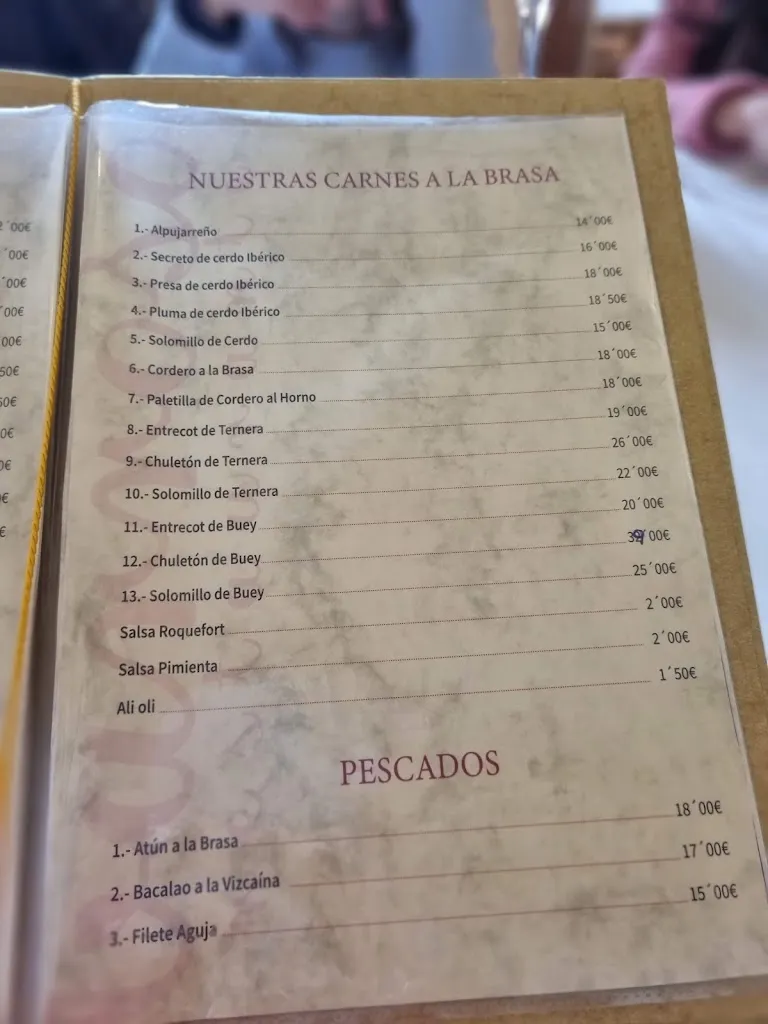 NUESTRAS CARNES A LA BRASA
1.- Alpujarreño 14´00€
2.- Secreto de cerdo Ibérico 16´00€
3.- Presa de cerdo Ibérico 18´00€
4.- Pluma de cerdo Ibérico 18´50€
5.- Solomillo de Cerdo 15´00€
6.- Cordero a la Brasa 18´00€
7.- Paletilla de Cordero al Horno 18´00€
8.- Entrecot de Ternera 19´00€
9.- Chuletón de Ternera 26´00€
10.- Solomillo de Ternera 22´00€
11.- Entrecot de Buey 20´00€
12.- Chuletón de Buey 39´00€
13.- Solomillo de Buey 25´00€
Salsa Roquefort 2´00€
Salsa Pimienta 2´00€
Ali oli 1´50€
PESCADOS
1.- Atún a la Brasa 18´00€
2.- Bacalao a la Vizcaína 17´00€
3.- Filete Aguja 15´00€